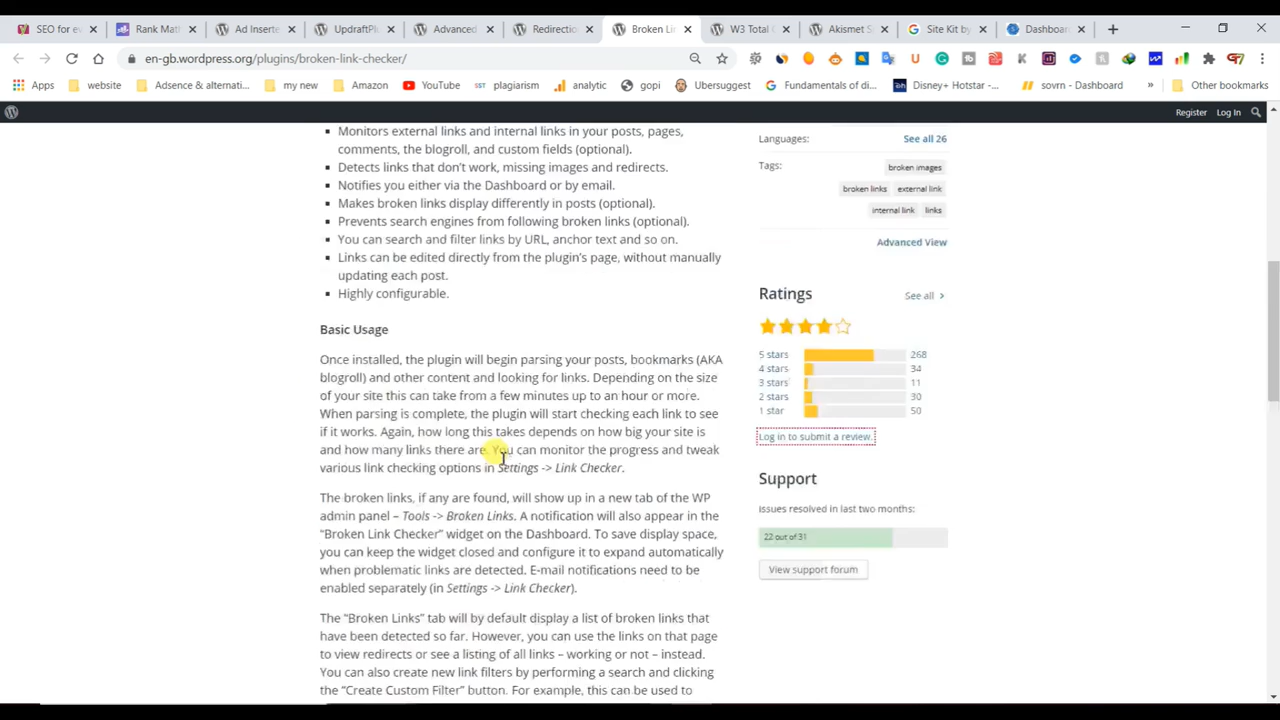 SEO for ev
Rank Math
Ad Inserte
UpdraftPlu
Advanced
Redirection
Broken Lin
W3 Total C
Akismet S
Site Kit by
Dashboard
en-gb.wordpress.org/plugins/broken-link-checker/
Apps
website
Adsence & alternati...
my new
Amazon
YouTube
plagiarism
analytic
gopi
Ubersuggest
Fundamentals of di...
Disney+ Hotstar -...
sovrn - Dashboard
»
Other bookmarks
Register
Log In
Monitors external links and internal links in your posts, pages,
comments, the blogroll, and custom fields (optional).
Detects links that don't work, missing images and redirects.
Notifies you either via the Dashboard or by email.
Makes broken links display differently in posts (optional).
Prevents search engines from following broken links (optional).
You can search and filter links by URL, anchor text and so on.
Links can be edited directly from the plugin's page, without manually
updating each post.
Highly configurable.
Basic Usage
Once installed, the plugin will begin parsing your posts, bookmarks (AKA
blogroll) and other content and looking for links. Depending on the size
of your site this can take from a few minutes up to an hour or more.
When parsing is complete, the plugin will start checking each link to see
if it works. Again, how long this takes depends on how big your site is
and how many links there are. You can monitor the progress and tweak
various link checking options in Settings -> Link Checker.
The broken links, if any are found, will show up in a new tab of the WP
admin panel – Tools -> Broken Links. A notification will also appear in the
“Broken Link Checker” widget on the Dashboard. To save display space,
you can keep the widget closed and configure it to expand automatically
when problematic links are detected. E-mail notifications need to be
enabled separately (in Settings -> Link Checker).
The “Broken Links” tab will by default display a list of broken links that
have been detected so far. However, you can use the links on that page
to view redirects or see a listing of all links – working or not – instead.
You can also create new link filters by performing a search and clicking
the “Create Custom Filter” button. For example, this can be used to
Languages:
See all 26
Tags:
broken images
broken links
external link
internal link
links
Advanced View
Ratings
See all
5 stars 268
4 stars 34
3 stars 11
2 stars 30
1 star 50
Log in to submit a review.
Support
Issues resolved in last two months:
22 out of 31
View support forum